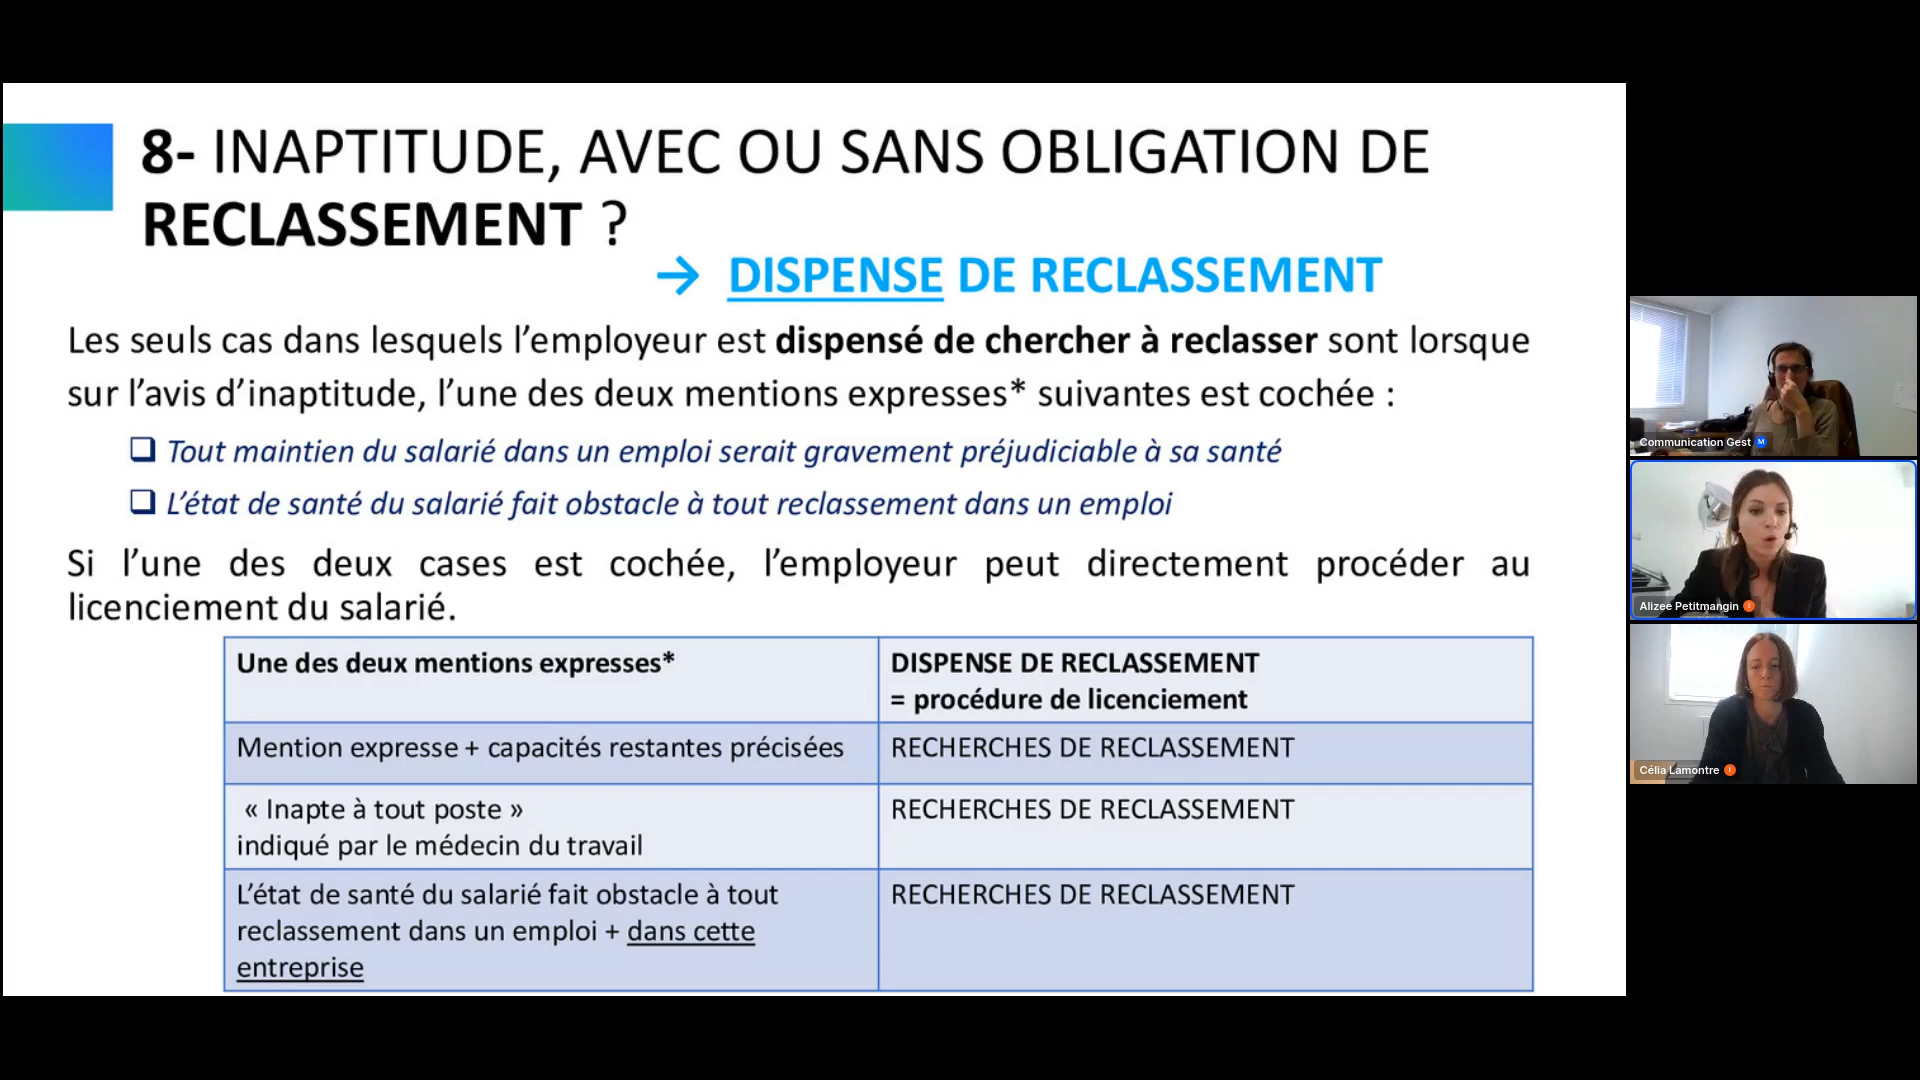 8- INAPTITUDE, AVEC OU SANS OBLIGATION DE
RECLASSEMENT ?
→ DISPENSE DE RECLASSEMENT
Les seuls cas dans lesquels l’employeur est dispensé de chercher à reclasser sont lorsque
sur l’avis d’inaptitude, l’une des deux mentions expresses* suivantes est cochée :
❑ Tout maintien du salarié dans un emploi serait gravement préjudiciable à sa santé
❑ L’état de santé du salarié fait obstacle à tout reclassement dans un emploi
Si l’une des deux cases est cochée, l’employeur peut directement procéder au
licenciement du salarié.
Une des deux mentions expresses*
DISPENSE DE RECLASSEMENT
= procédure de licenciement
Mention expresse + capacités restantes précisées
RECHERCHES DE RECLASSEMENT
« Inapte à tout poste »
indiqué par le médecin du travail
RECHERCHES DE RECLASSEMENT
L’état de santé du salarié fait obstacle à tout
reclassement dans un emploi + dans cette
entreprise
RECHERCHES DE RECLASSEMENT
Communication Gest M
Alizee Petitmangin
Célia Lamontre